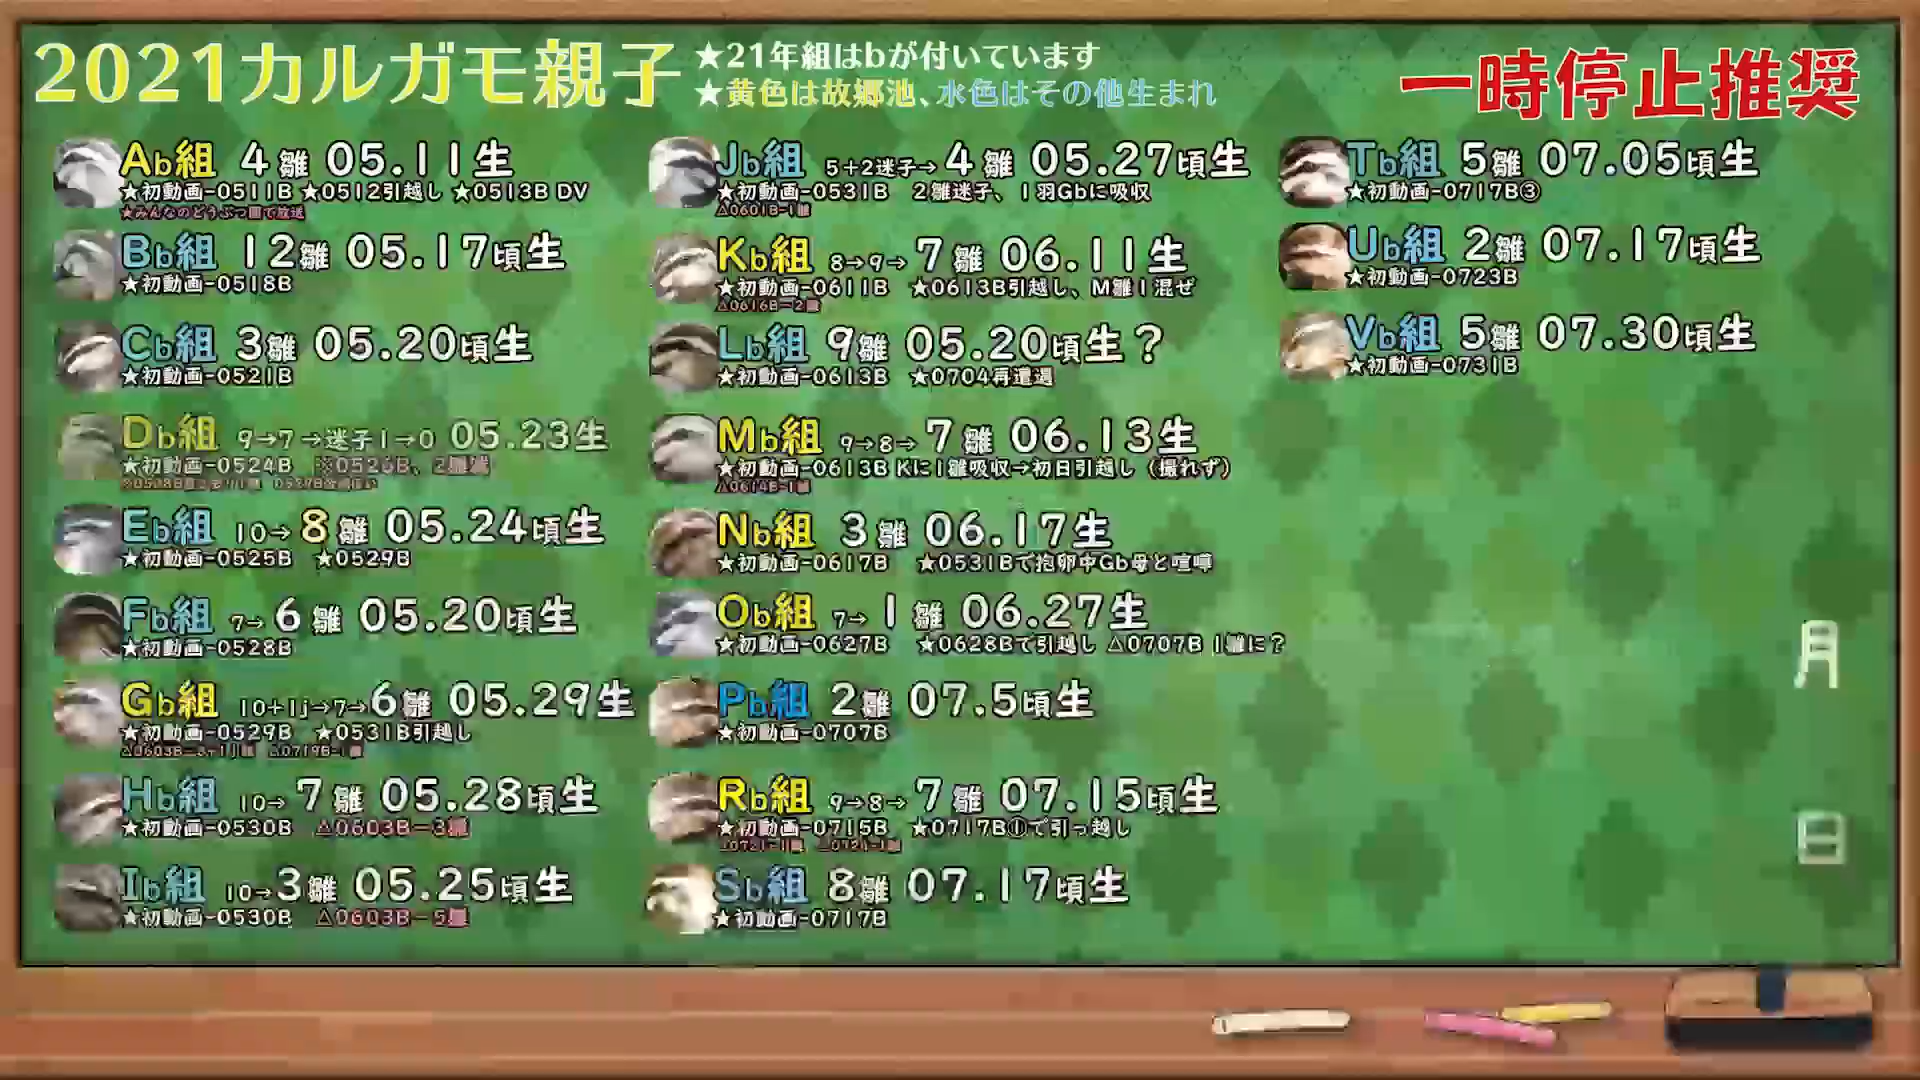 2021カルガモ親子
★21年組はbが付いています
★黄色は故郷池、水色はその他生まれ
一時停止推奨
Ab組 4雛 05.11生
★初動画-0511B ★0512引越し ★0513B DV
★みんなのどうぶつ園で放送
Bb組 12雛 05.17頃生
★初動画-0518B
Cb組 3雛 05.20頃生
★初動画-0521B
Db組 9→7→迷子1→0 05.23生
★初動画-0524B
Eb組 10→8雛 05.24頃生
★初動画-0525B ★0529B
Fb組 7→6雛 05.20頃生
★初動画-0528B
Gb組 10+1j→7→6雛 05.29生
★初動画-0529B ★0531B引越し
Hb組 10→7雛 05.28頃生
★初動画-0530B △0603B-3雛
Ib組 10→3雛 05.25頃生
★初動画-0530B △0603B-5雛
Jb組 5+2迷子→4雛 05.27頃生
★初動画-0531B 2雛迷子、1羽Gbに吸収
△0601B-1雛
Kb組 8→9→7雛 06.11生
★初動画-0611B ★0613B引越し、M雛1混ぜ
△0616B-2雛
Lb組 9雛 05.20頃生?
★初動画-0613B ★0704再遭遇
Mb組 9→8→7雛 06.13生
★初動画-0613B Kに1雛吸収→初日引越し(撮れず)
△0614B-1雛
Nb組 3雛 06.17生
★初動画-0617B ★0531Bで抱卵中Gb母と喧嘩
Ob組 7→1雛 06.27生
★初動画-0627B ★0628Bで引越し △0707B 1雛に?
Pb組 2雛 07.5頃生
★初動画-0707B
Rb組 9→8→7雛 07.15頃生
★初動画-0715B ★0717B①で引っ越し
Sb組 8雛 07.17頃生
★初動画-0717B
Tb組 5雛 07.05頃生
★初動画-0717B③
Ub組 2雛 07.17頃生
★初動画-0723B
Vb組 5雛 07.30頃生
★初動画-0731B
月
日